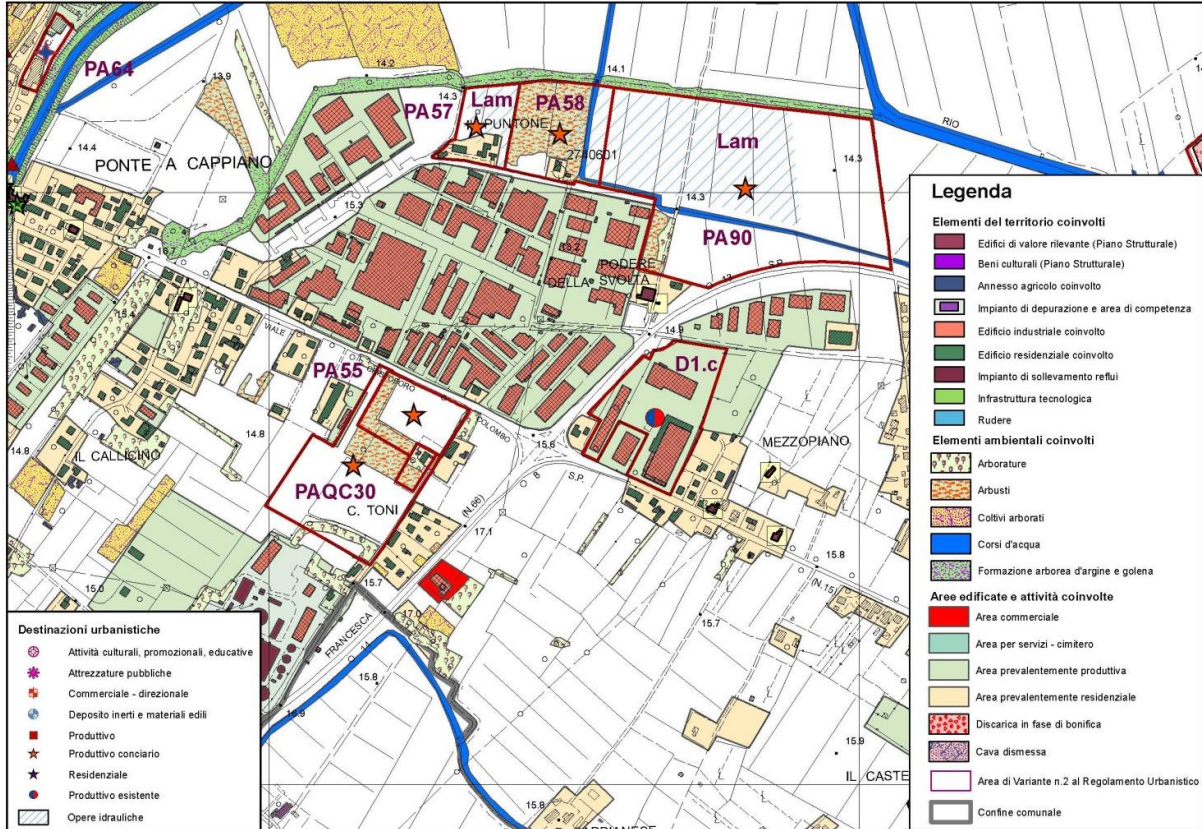 PA64
13.9
14.2
14.3
14.1
PA57
Lam
PA58
PUNTONE
2740601
Lam
RIO
14.3
14.4
PONTE A CAPPIANO
15.3
14.3
PA90
S.P.
PODERE
DELLA
SVOLTA
15.4
14.9
VIALE
PA55
D1.c
COLOMBO
15.6
MEZZOPIANO
14.8
14.8
IL CALLICINO
S.P.
PAQC30
C. TONI
(N.66)
17.1
15.8
(N.15)
15.0
15.7
17.0
15.7
FRANCESCA
15.8
15.9
IL CASTE
15.8
Legenda
Elementi del territorio coinvolti
Edifici di valore rilevante (Piano Strutturale)
Beni culturali (Piano Strutturale)
Annesso agricolo coinvolto
Impianto di depurazione e area di competenza
Edificio industriale coinvolto
Edificio residenziale coinvolto
Impianto di sollevamento reflui
Infrastruttura tecnologica
Rudere
Elementi ambientali coinvolti
Arborature
Arbusti
Coltivi arborati
Corsi d'acqua
Formazione arborea d'argine e golena
Aree edificate e attività coinvolte
Area commerciale
Area per servizi - cimitero
Area prevalentemente produttiva
Area prevalentemente residenziale
Discarica in fase di bonifica
Cava dismessa
Area di Variante n.2 al Regolamento Urbanistico
Confine comunale
Destinazioni urbanistiche
Attività culturali, promozionali, educative
Attrezzature pubbliche
Commerciale - direzionale
Deposito inerti e materiali edili
Produttivo
Produttivo conciario
Residenziale
Produttivo esistente
Opere idrauliche